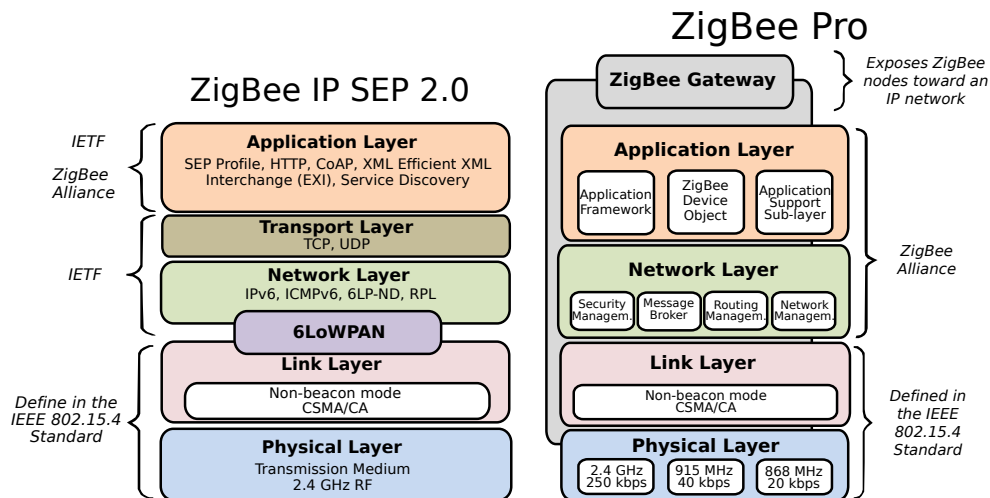 ZigBee IP SEP 2.0
IETF
ZigBee
Alliance
IETF
Define in the
IEEE 802.15.4
Standard
Application Layer
SEP Profile, HTTP, CoAP, XML Efficient XML
Interchange (EXI), Service Discovery
Transport Layer
TCP, UDP
Network Layer
IPv6, ICMPv6, 6LP-ND, RPL
6LoWPAN
Link Layer
Non-beacon mode
CSMA/CA
Physical Layer
Transmission Medium
2.4 GHz RF
ZigBee Pro
ZigBee Gateway
Exposes ZigBee
nodes toward an
IP network
Application Layer
Application
Framework
ZigBee
Device
Object
Application
Support
Sub-layer
Network Layer
Security
Managem.
Message
Broker
Routing
Managem.
Network
Managem.
ZigBee
Alliance
Link Layer
Non-beacon mode
CSMA/CA
Physical Layer
2.4 GHz
250 kbps
915 MHz
40 kbps
868 MHz
20 kbps
Defined in
the IEEE
802.15.4
Standard